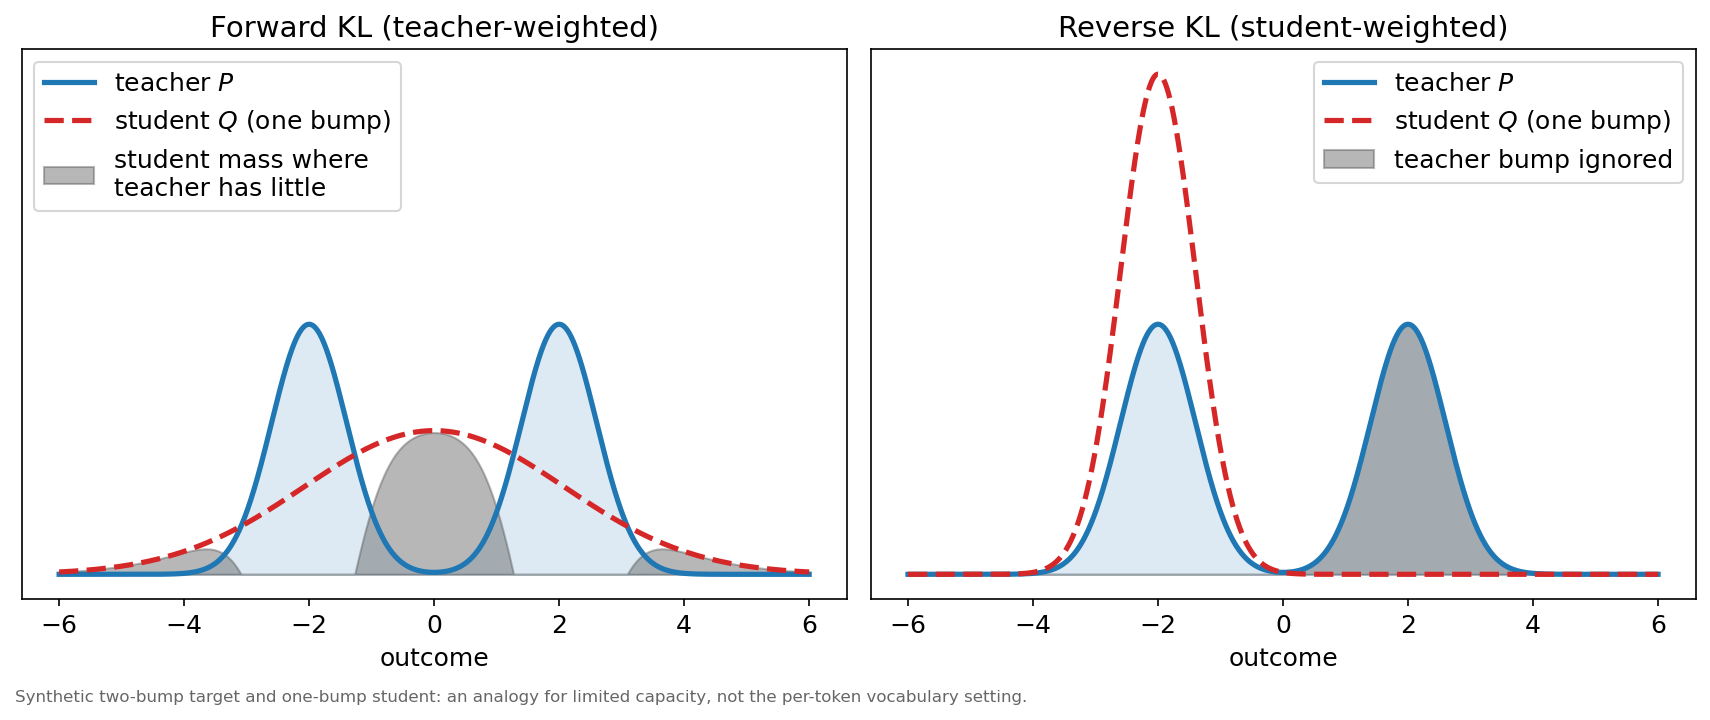 Forward KL (teacher-weighted)
teacher P
student Q (one bump)
student mass where
teacher has little
−6 −4 −2 0 2 4 6
outcome
Reverse KL (student-weighted)
teacher P
student Q (one bump)
teacher bump ignored
−6 −4 −2 0 2 4 6
outcome
Synthetic two-bump target and one-bump student: an analogy for limited capacity, not the per-token vocabulary setting.